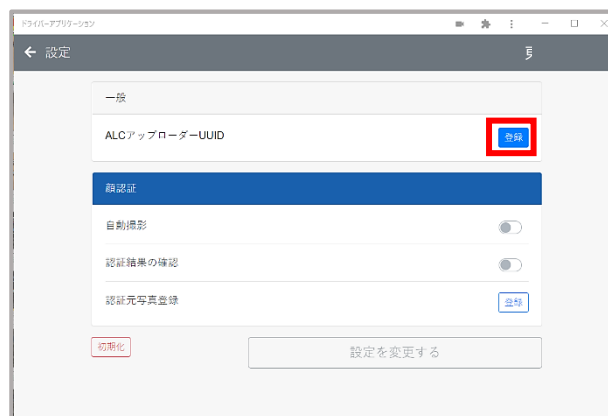 ドライバーアプリケーション
設定
一般
ALCアップローダーUUID
登録
顔認証
自動撮影
認証結果の確認
認証元写真登録
登録
初期化
設定を変更する